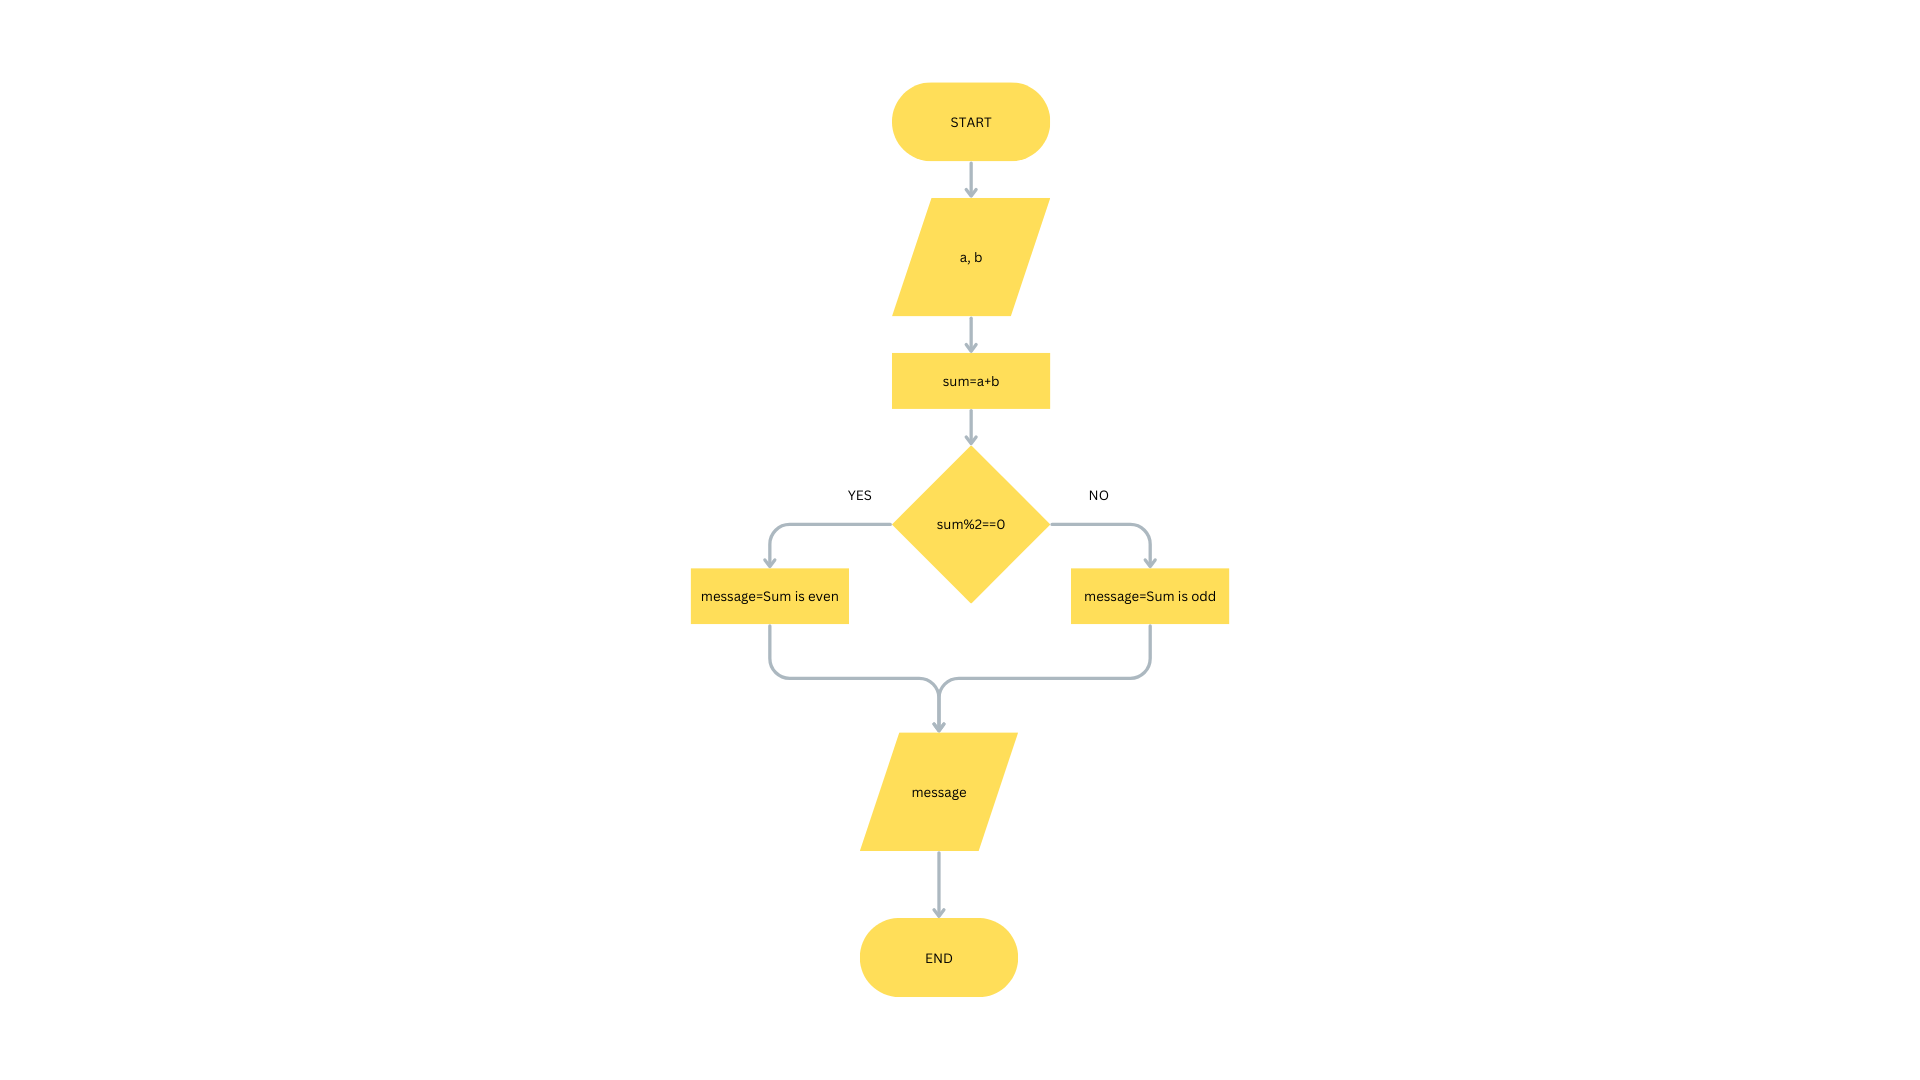 START
a, b
sum=a+b
YES
NO
sum%2==0
message=Sum is even
message=Sum is odd
message
END